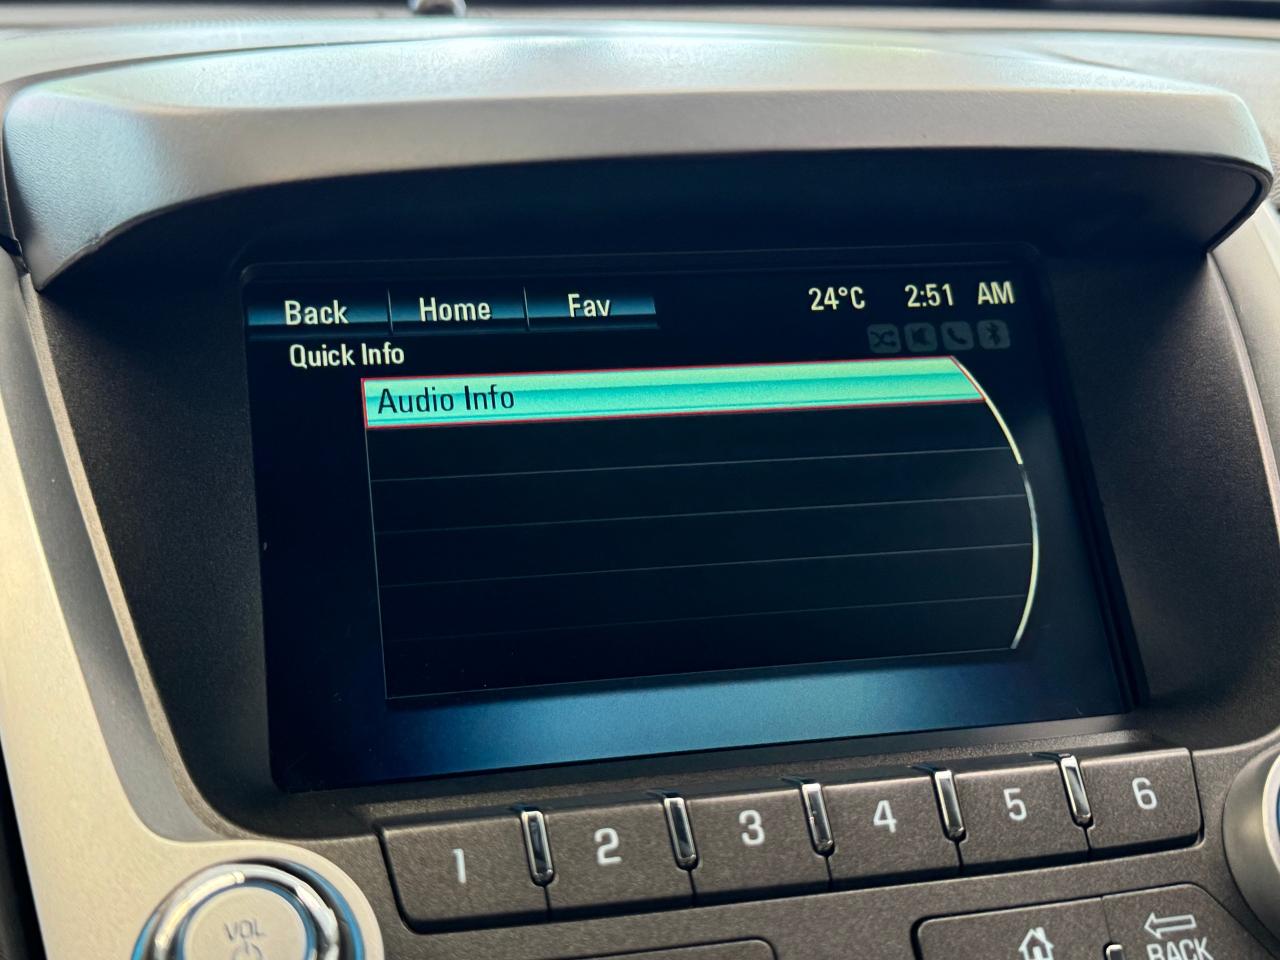 Back Home Fav 24°C 2:51 AM
Quick Info
Audio Info
1 2 3 4 5 6
VOL
BACK